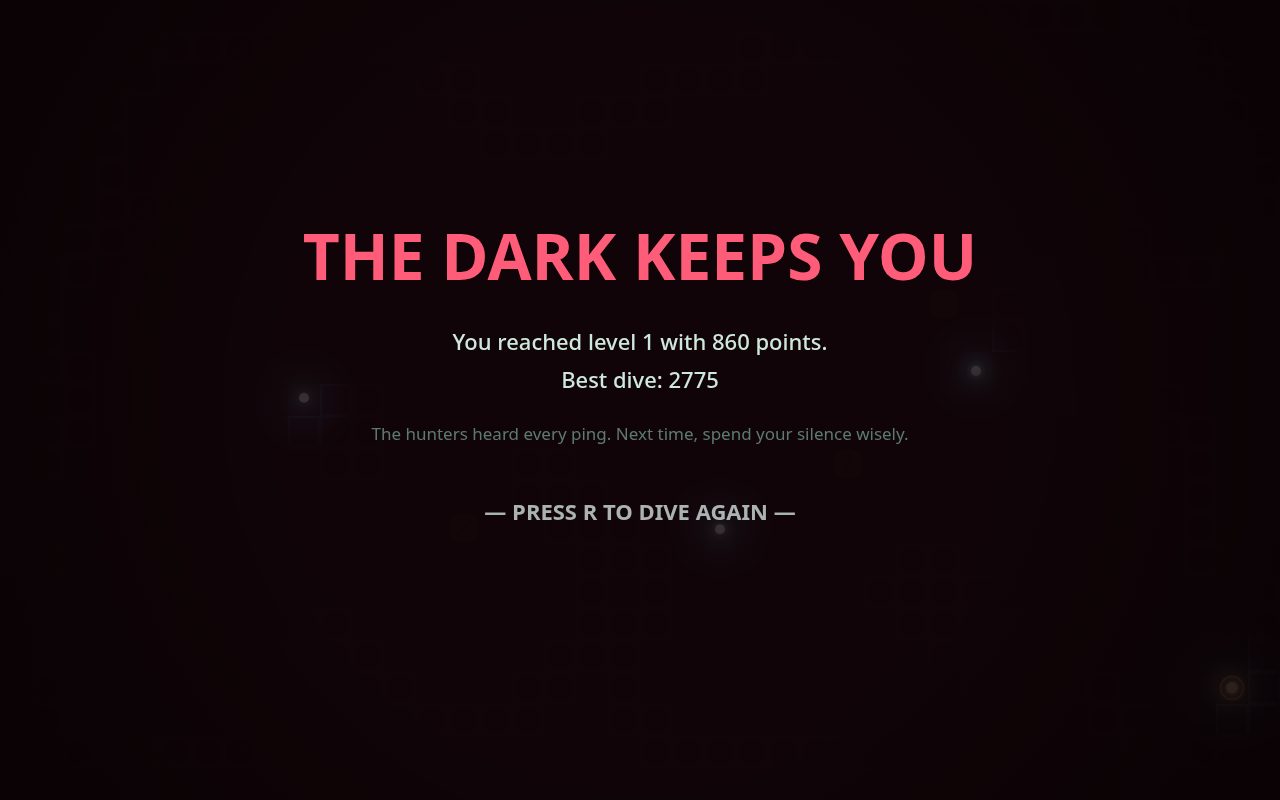 THE DARK KEEPS YOU
You reached level 1 with 860 points.
Best dive: 2775
The hunters heard every ping. Next time, spend your silence wisely.
— PRESS R TO DIVE AGAIN —